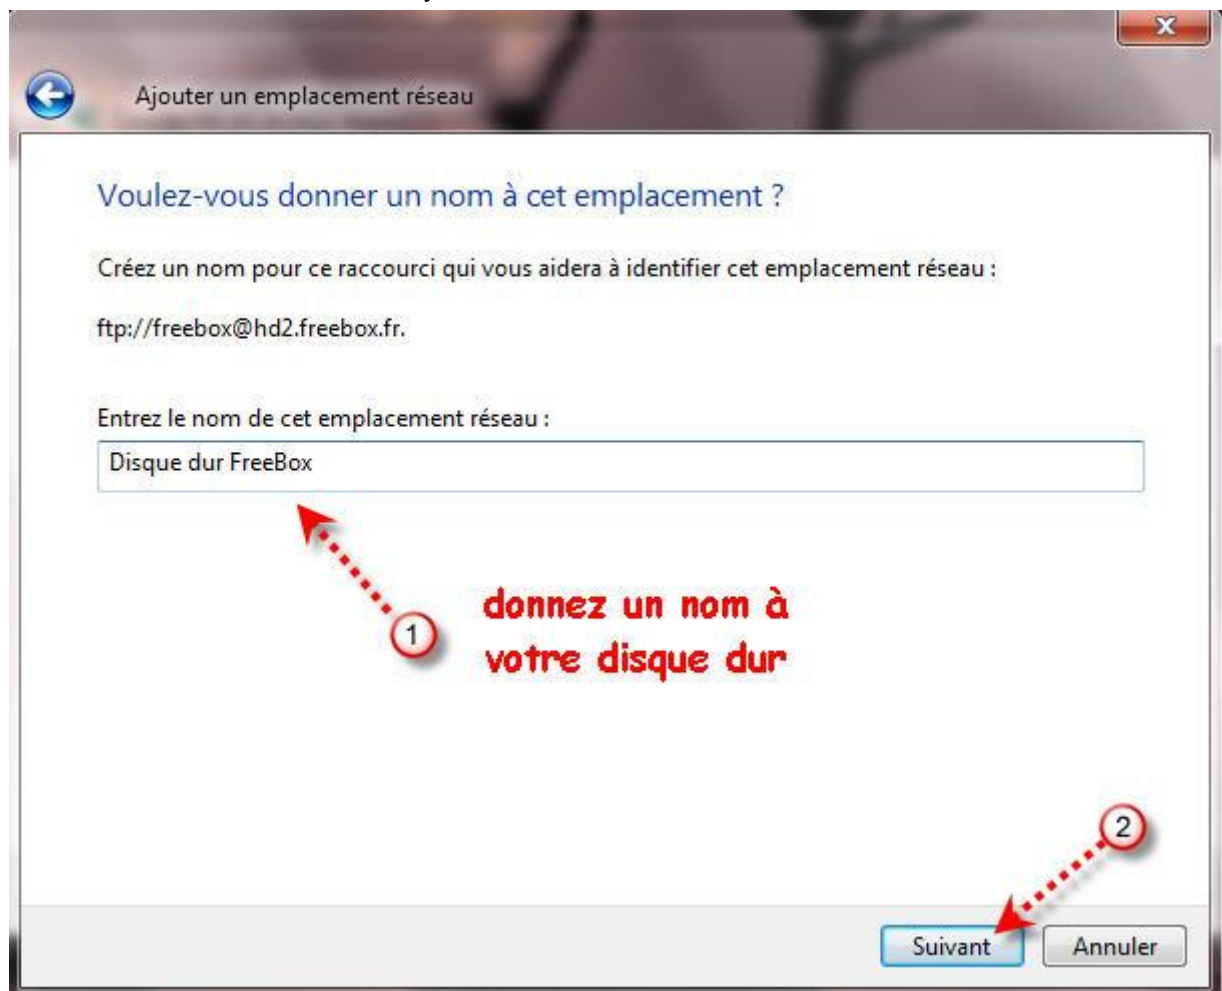 x
Ajouter un emplacement réseau
Voulez-vous donner un nom à cet emplacement ?
Créez un nom pour ce raccourci qui vous aidera à identifier cet emplacement réseau :
ftp://freebox@hd2.freebox.fr.
Entrez le nom de cet emplacement réseau :
Disque dur FreeBox
donnez un nom à
1
votre disque dur
2
Suivant Annuler